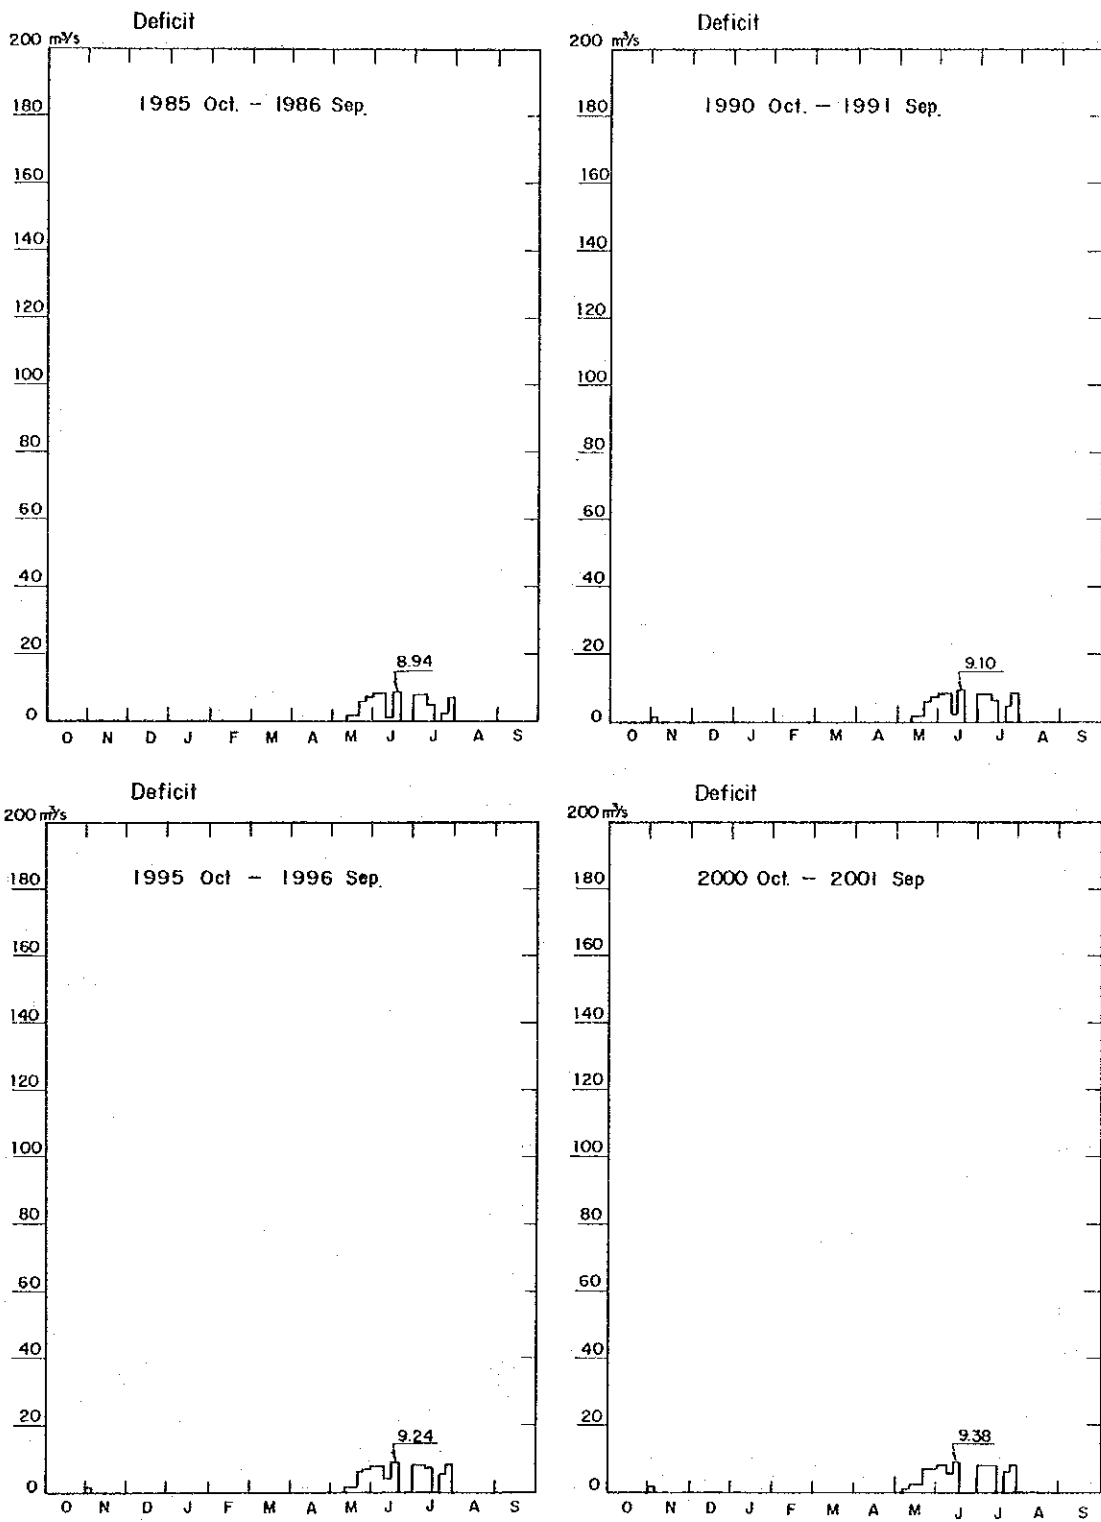 Deficit
200 m³/s
1985 Oct. - 1986 Sep.
180
160
140
120
100
80
60
40
20
8.94
0
O N D J F M A M J J A S
Deficit
200 m³/s
1990 Oct. - 1991 Sep.
180
160
140
120
100
80
60
40
20
9.10
0
O N D J F M A M J J A S
Deficit
200 m³/s
1995 Oct - 1996 Sep.
180
160
140
120
100
80
60
40
20
9.24
0
O N D J F M A M J J A S
Deficit
200 m³/s
2000 Oct. - 2001 Sep
180
160
140
120
100
80
60
40
20
9.38
0
O N D J F M A M J J A S